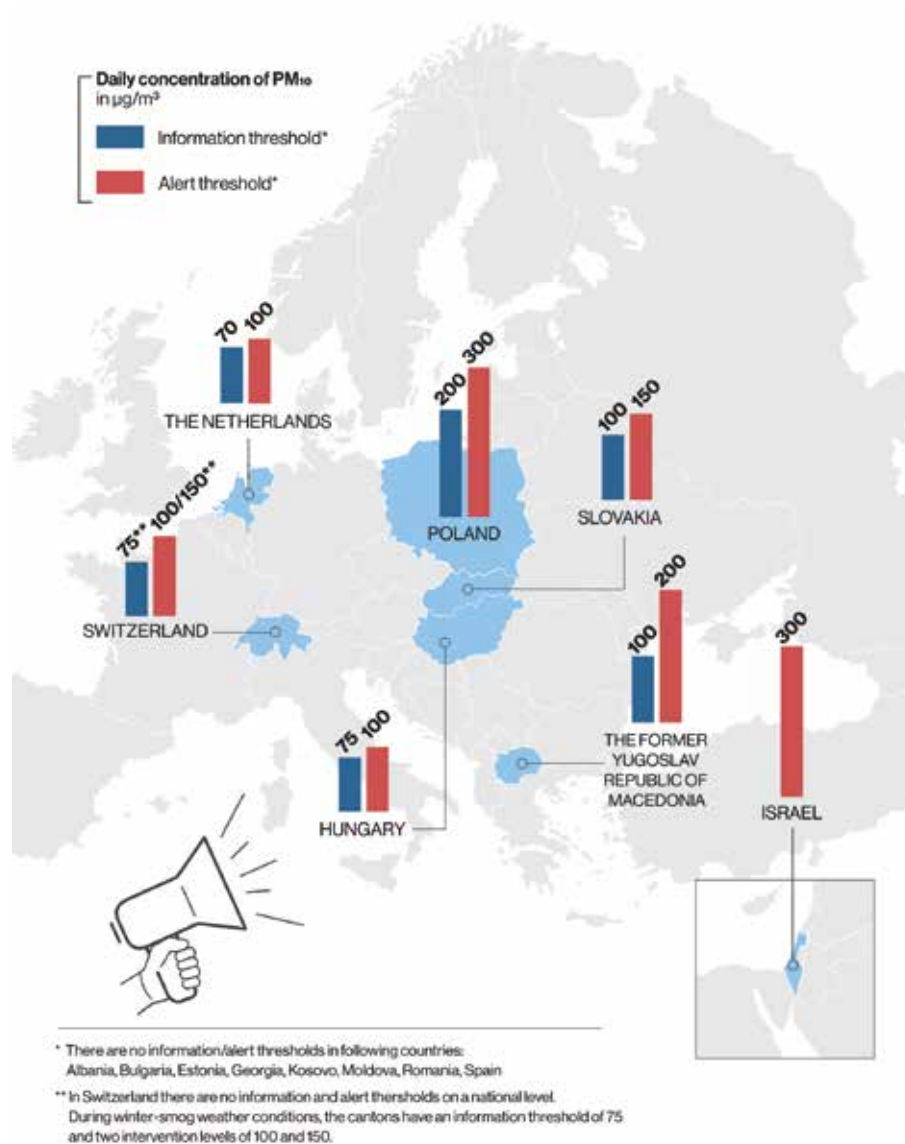 Daily concentration of PM₁₀
in µg/m³
Information threshold*
Alert threshold*
70 100
THE NETHERLANDS
200 300
POLAND
100 150
SLOVAKIA
75** 100/150**
SWITZERLAND
100 200
THE FORMER
YUGOSLAV
REPUBLIC OF
MACEDONIA
300
ISRAEL
75 100
HUNGARY
* There are no information/alert thresholds in following countries:
Albania, Bulgaria, Estonia, Georgia, Kosovo, Moldova, Romania, Spain
** In Switzerland there are no information and alert thersholds on a national level.
During winter-smog weather conditions, the cantons have an information threshold of 75
and two intervention levels of 100 and 150.